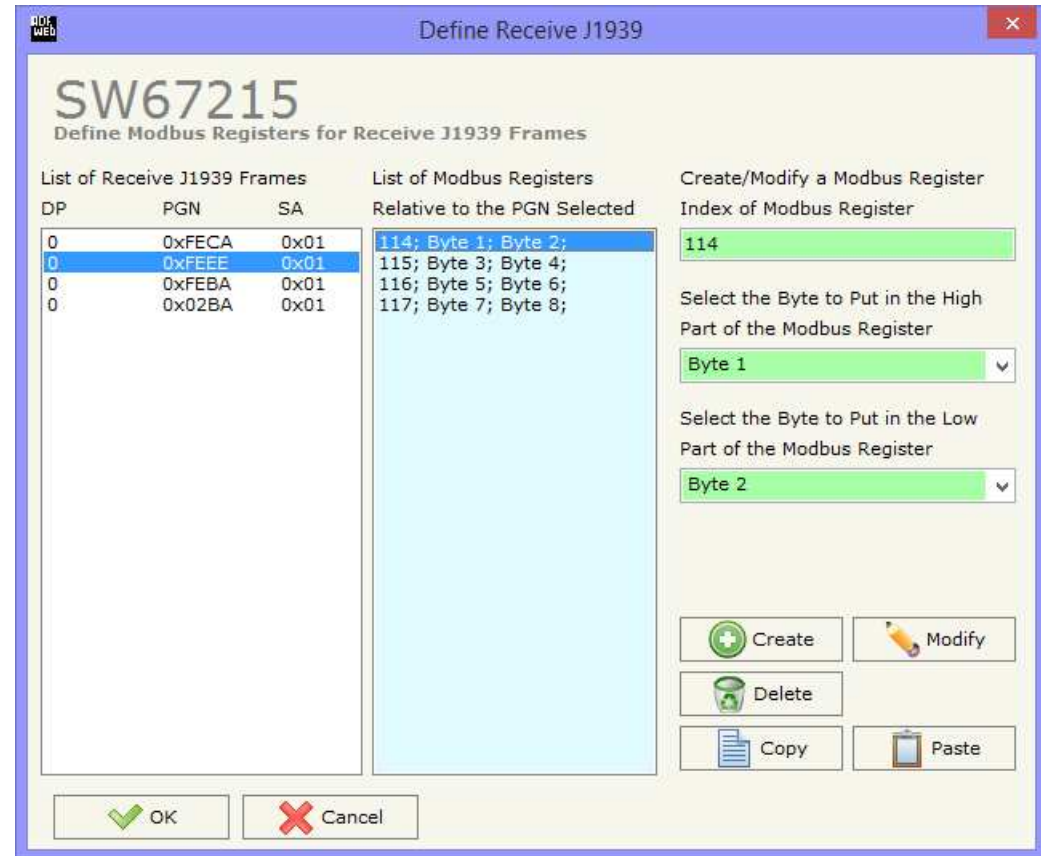 ADF
WEB
Define Receive J1939
SW67215
Define Modbus Registers for Receive J1939 Frames
List of Receive J1939 Frames
DP PGN SA
0 0xFECA 0x01
0 0xFEEE 0x01
0 0xFEBA 0x01
0 0x02BA 0x01
List of Modbus Registers
Relative to the PGN Selected
114; Byte 1; Byte 2;
115; Byte 3; Byte 4;
116; Byte 5; Byte 6;
117; Byte 7; Byte 8;
Create/Modify a Modbus Register
Index of Modbus Register
114
Select the Byte to Put in the High
Part of the Modbus Register
Byte 1
Select the Byte to Put in the Low
Part of the Modbus Register
Byte 2
Create Modify
Delete
Copy Paste
OK Cancel